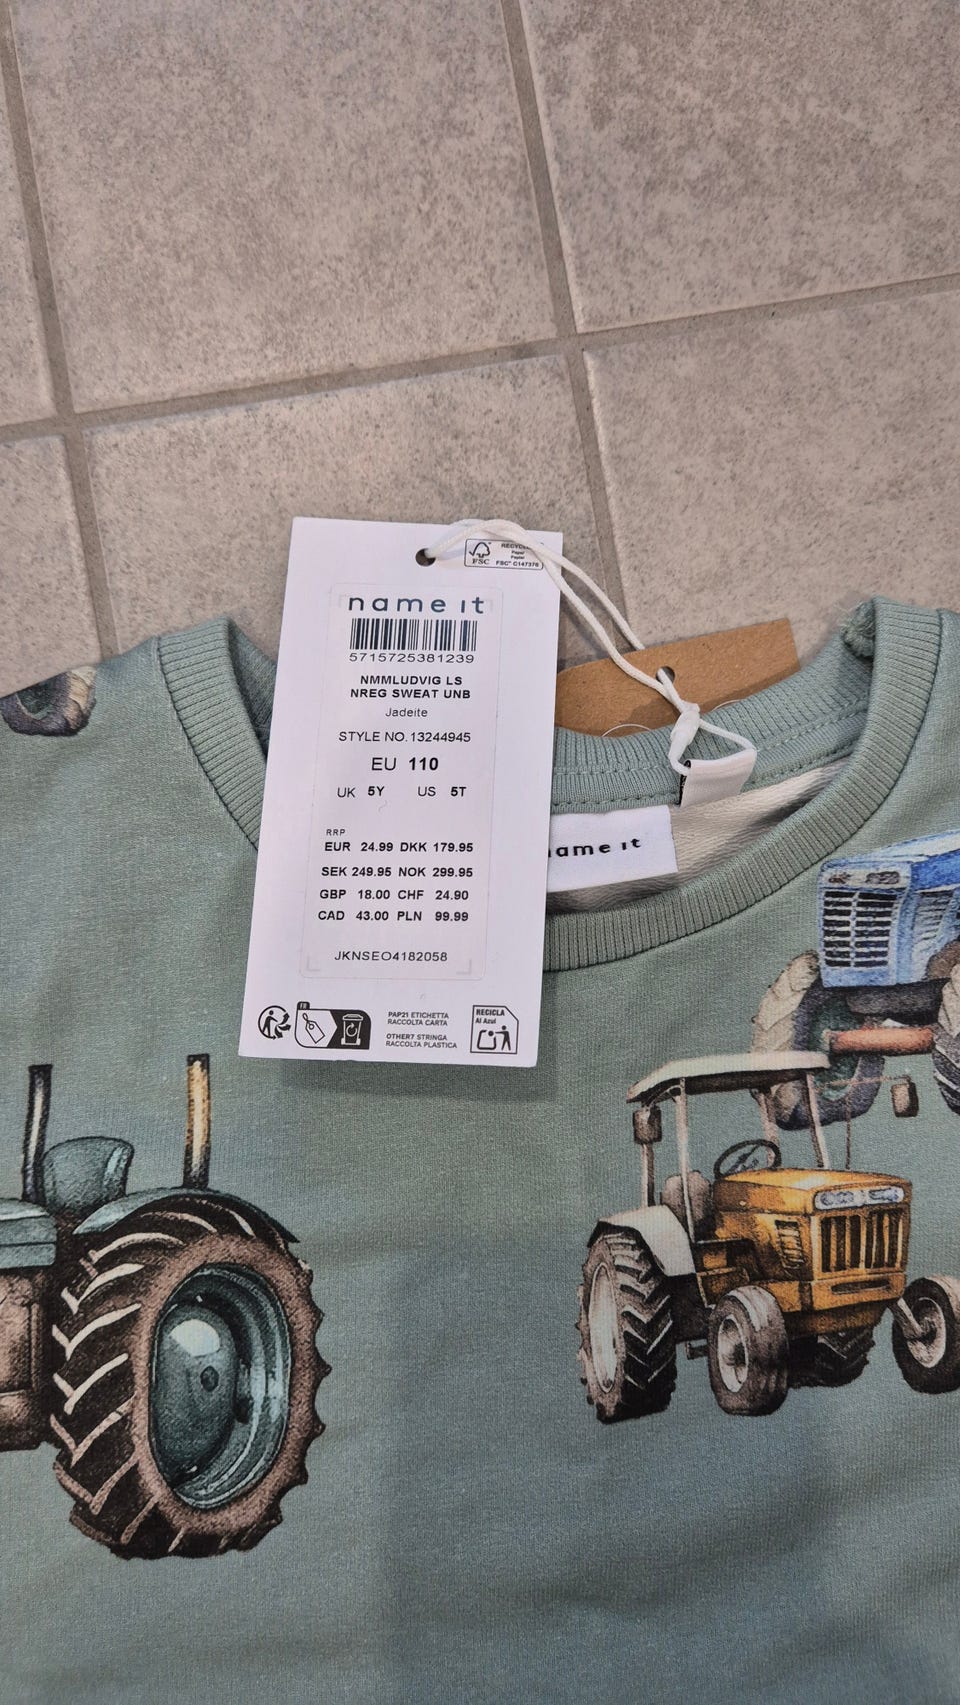 RECYCLED
Paper
Papier
FSC
FSC® C147376
name it
5715725381239
NMMLUDVIG LS
NREG SWEAT UNB
Jadeite
STYLE NO. 13244945
EU 110
UK 5Y US 5T
RRP
EUR 24.99 DKK 179.95
SEK 249.95 NOK 299.95
GBP 18.00 CHF 24.90
CAD 43.00 PLN 99.99
JKNSEO4182058
FR
PAP21 ETICHETTA
RACCOLTA CARTA
OTHER7 STRINGA
RACCOLTA PLASTICA
RECICLA
Al Azul
ame it